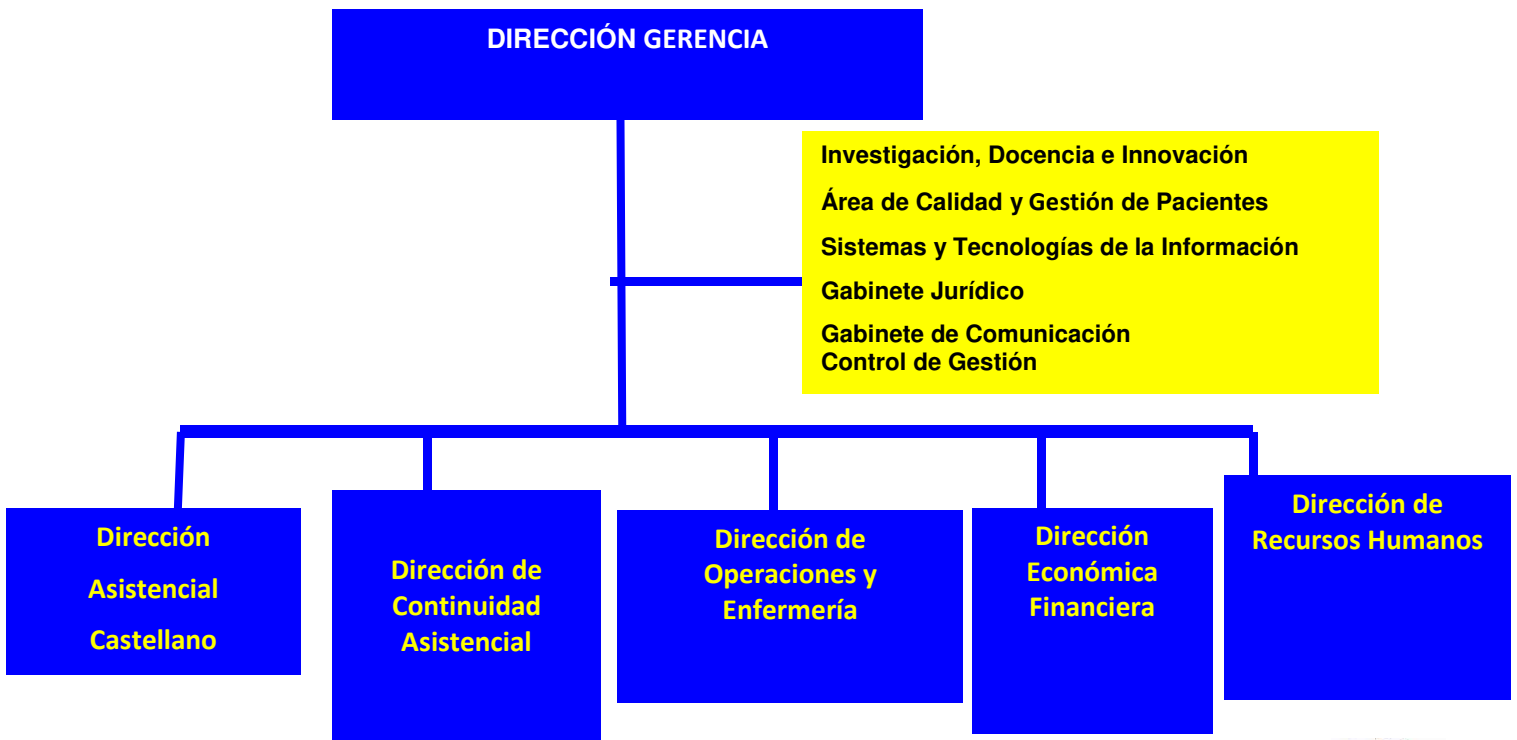 DIRECCIÓN GERENCIA
Investigación, Docencia e Innovación
Área de Calidad y Gestión de Pacientes
Sistemas y Tecnologías de la Información
Gabinete Jurídico
Gabinete de Comunicación
Control de Gestión
Dirección
Asistencial
Castellano
Dirección de
Continuidad
Asistencial
Dirección de
Operaciones y
Enfermería
Dirección
Económica
Financiera
Dirección de
Recursos Humanos